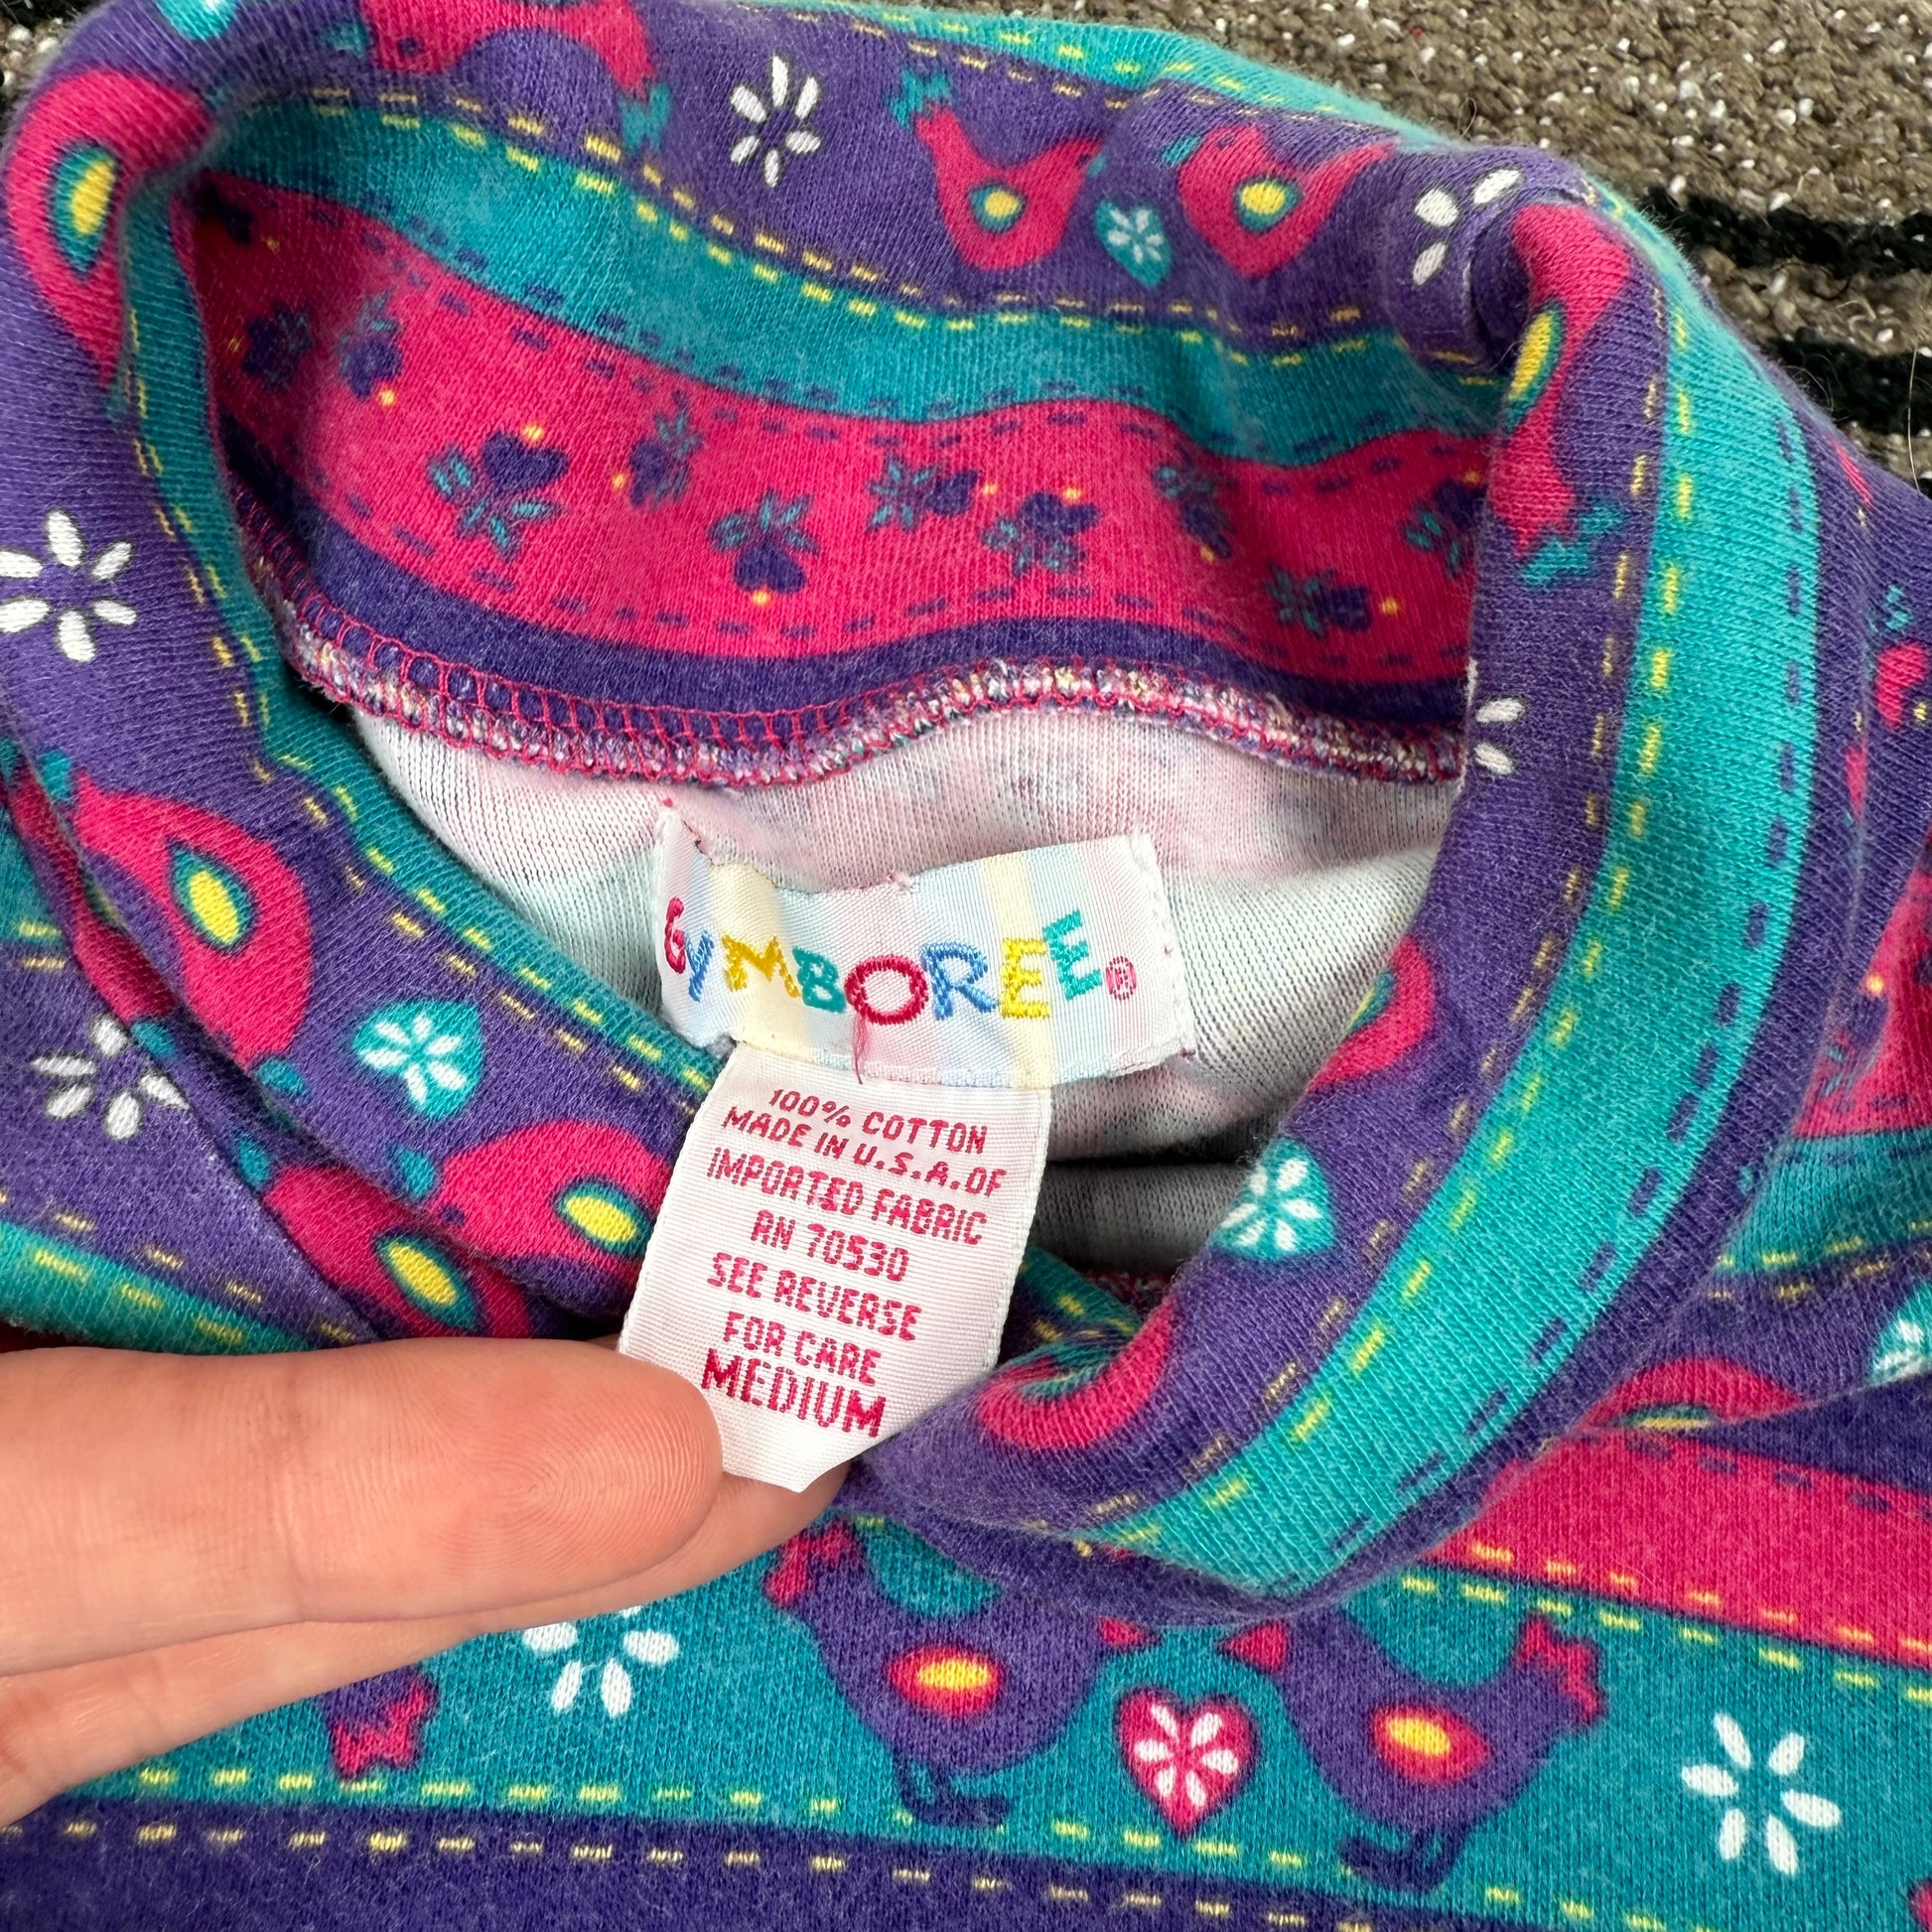 GYMBOREE®
100% COTTON
MADE IN U.S.A. OF
IMPORTED FABRIC
RN 70530
SEE REVERSE
FOR CARE
MEDIUM